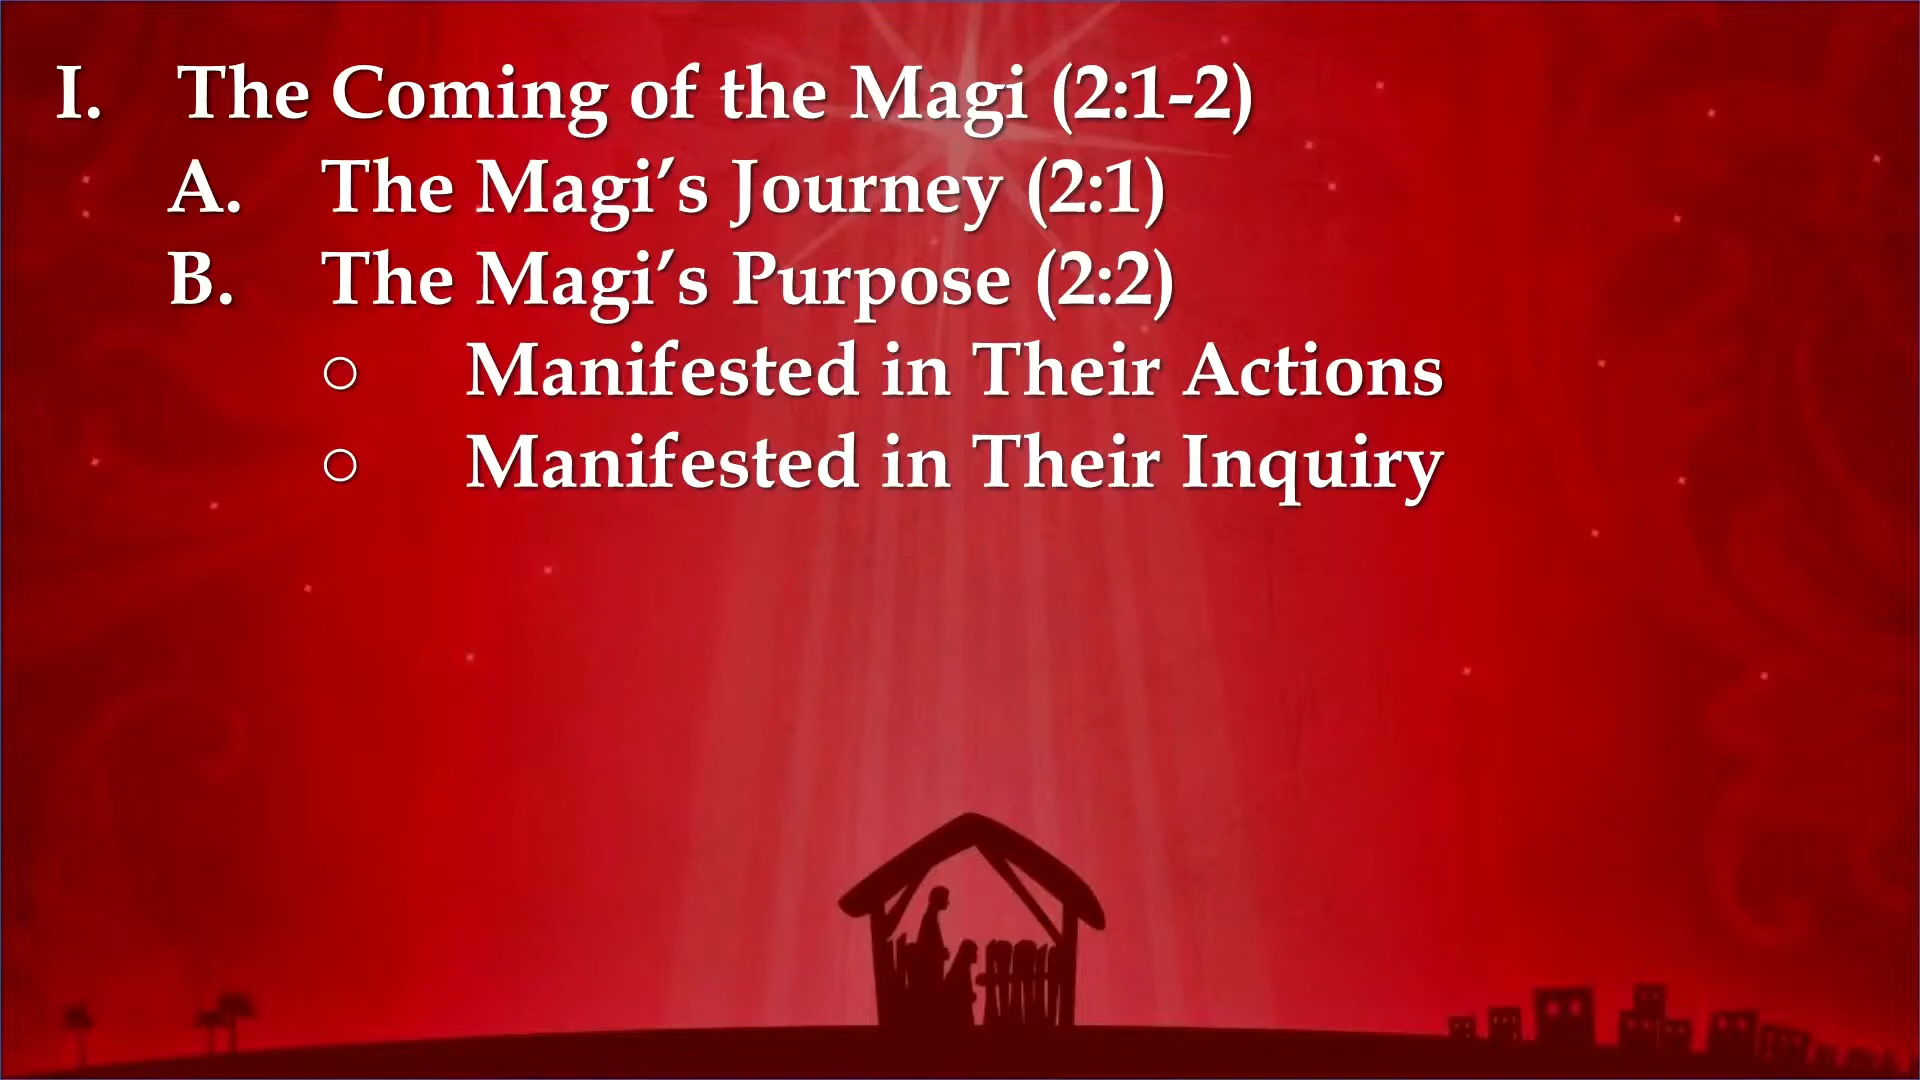 I. The Coming of the Magi (2:1-2)
A. The Magi’s Journey (2:1)
B. The Magi’s Purpose (2:2)
○ Manifested in Their Actions
○ Manifested in Their Inquiry